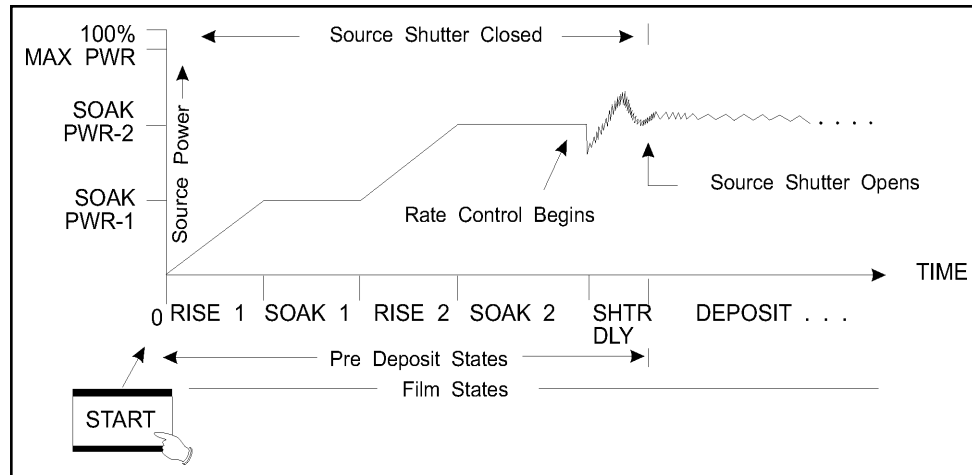 100%
MAX PWR
Source Shutter Closed
SOAK
PWR-2
Source Power
. . . .
SOAK
PWR-1
Rate Control Begins
Source Shutter Opens
TIME
0
RISE 1
SOAK 1
RISE 2
SOAK 2
SHTR
DLY
DEPOSIT . . .
Pre Deposit States
Film States
START